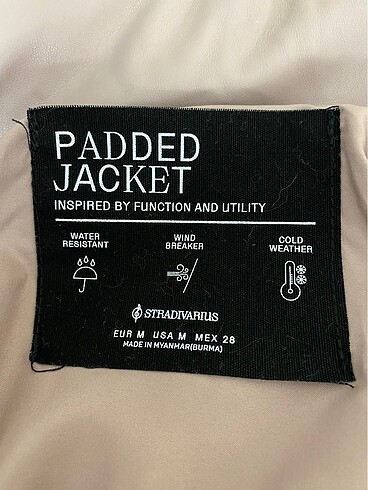 PADDED
JACKET
INSPIRED BY FUNCTION AND UTILITY
WATER
RESISTANT
WIND
BREAKER
COLD
WEATHER
STRADIVARIUS
EUR M USA M MEX 28
MADE IN MYANMAR(BURMA)